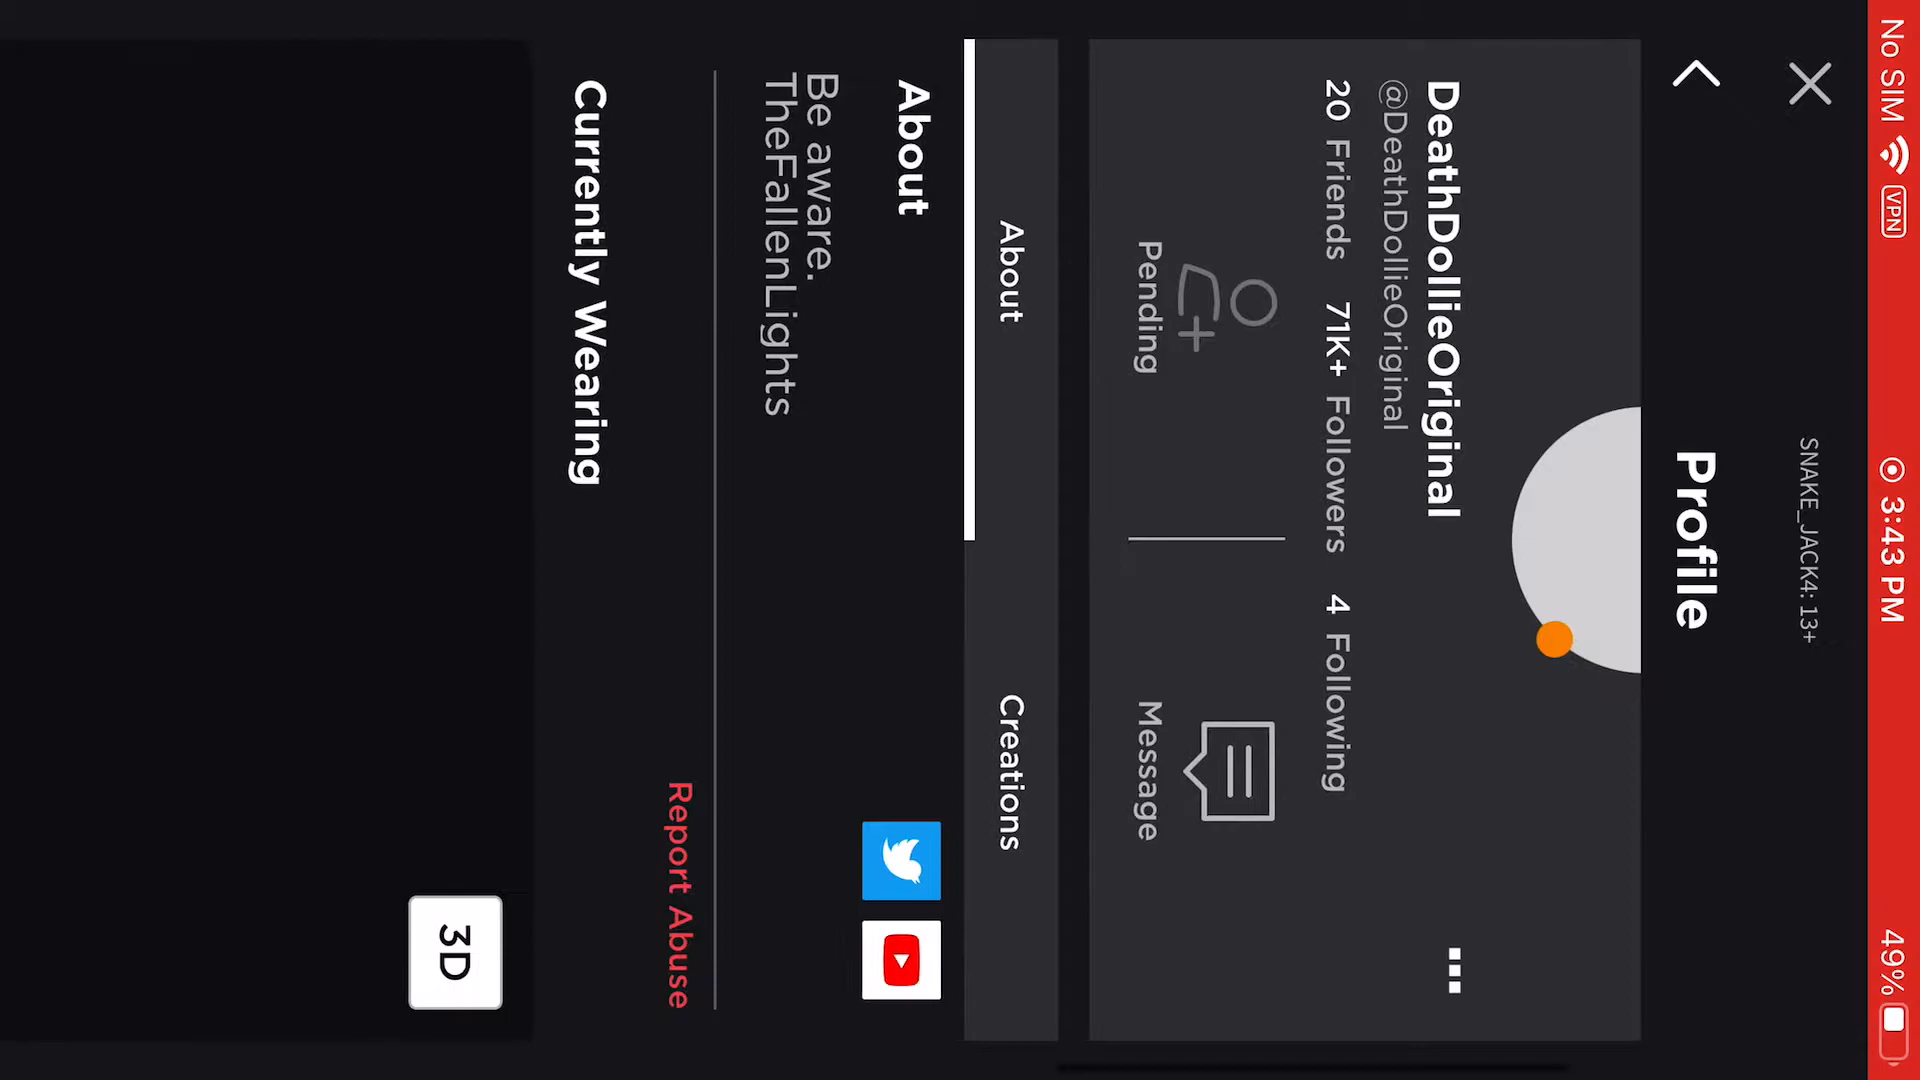 No SIM VPN 3:43 PM 49%
SNAKE_JACK4: 13+
Profile
DeathDollieOriginal
@DeathDollieOriginal
20 Friends 71K+ Followers 4 Following
Pending Message
About Creations
About
Be aware.
TheFallenLights
Report Abuse
Currently Wearing
3D